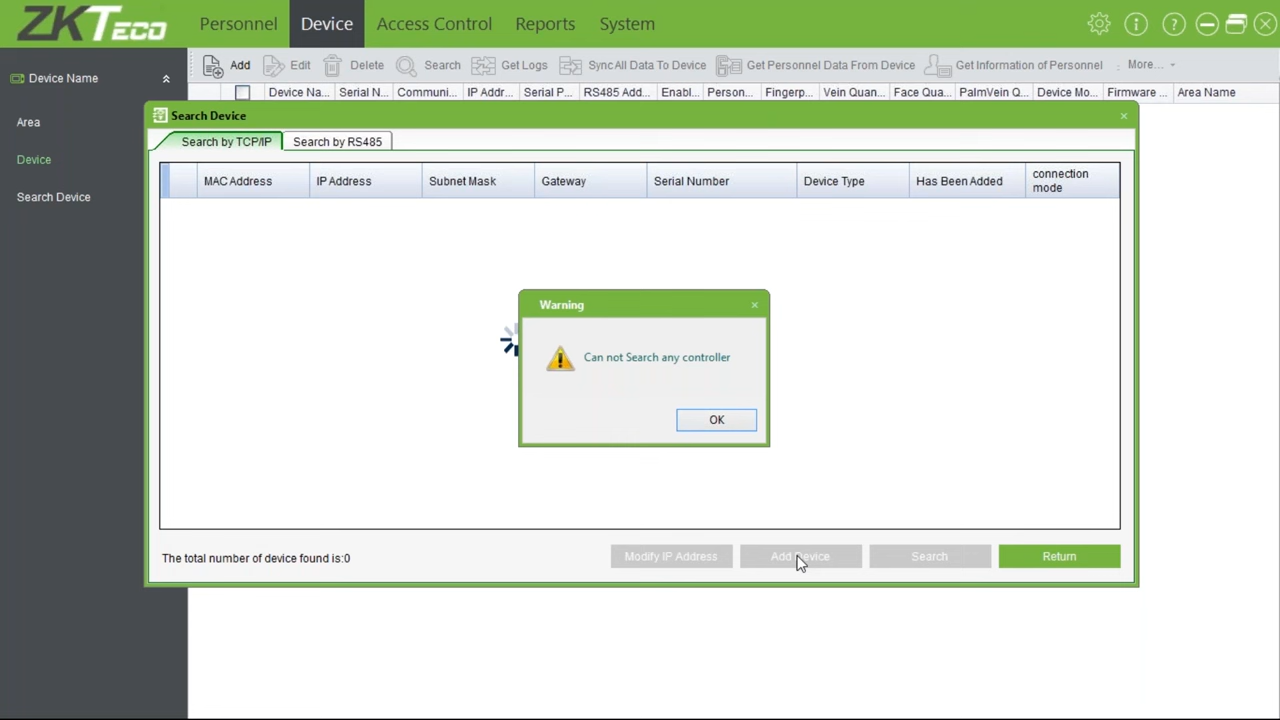 ZKTeco
Personnel Device Access Control Reports System
Device Name
Add Edit Delete Search Get Logs Sync All Data To Device Get Personnel Data From Device Get Information of Personnel More...
Device Na... Serial N... Communi... IP Addr... Serial P... RS485 Add... Enabl... Person... Fingerp... Vein Quan... Face Qua... PalmVein Q... Device Mo... Firmware ... Area Name
Area
Device
Search Device
Search Device
Search by TCP/IP Search by RS485
MAC Address IP Address Subnet Mask Gateway Serial Number Device Type Has Been Added connection
mode
Warning
Can not Search any controller
OK
The total number of device found is:0
Modify IP Address Add Device Search Return